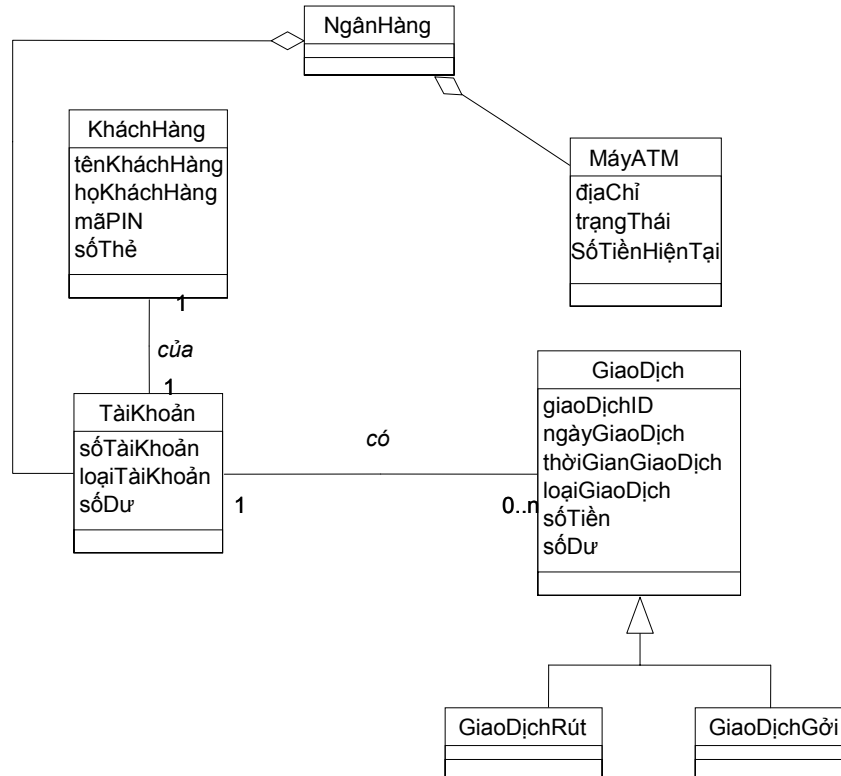 NgânHàng
KháchHàng
tênKháchHàng
họKháchHàng
mãPIN
sốThẻ
MáyATM
địaChỉ
trạngThái
SốTiềnHiệnTại
1
của
1
TàiKhoản
sốTàiKhoản
loạiTàiKhoản
sốDư
có
1
0..n
GiaoDịch
giaoDịchID
ngàyGiaoDịch
thờiGianGiaoDịch
loạiGiaoDịch
sốTiền
sốDư
GiaoDịchRút
GiaoDịchGởi